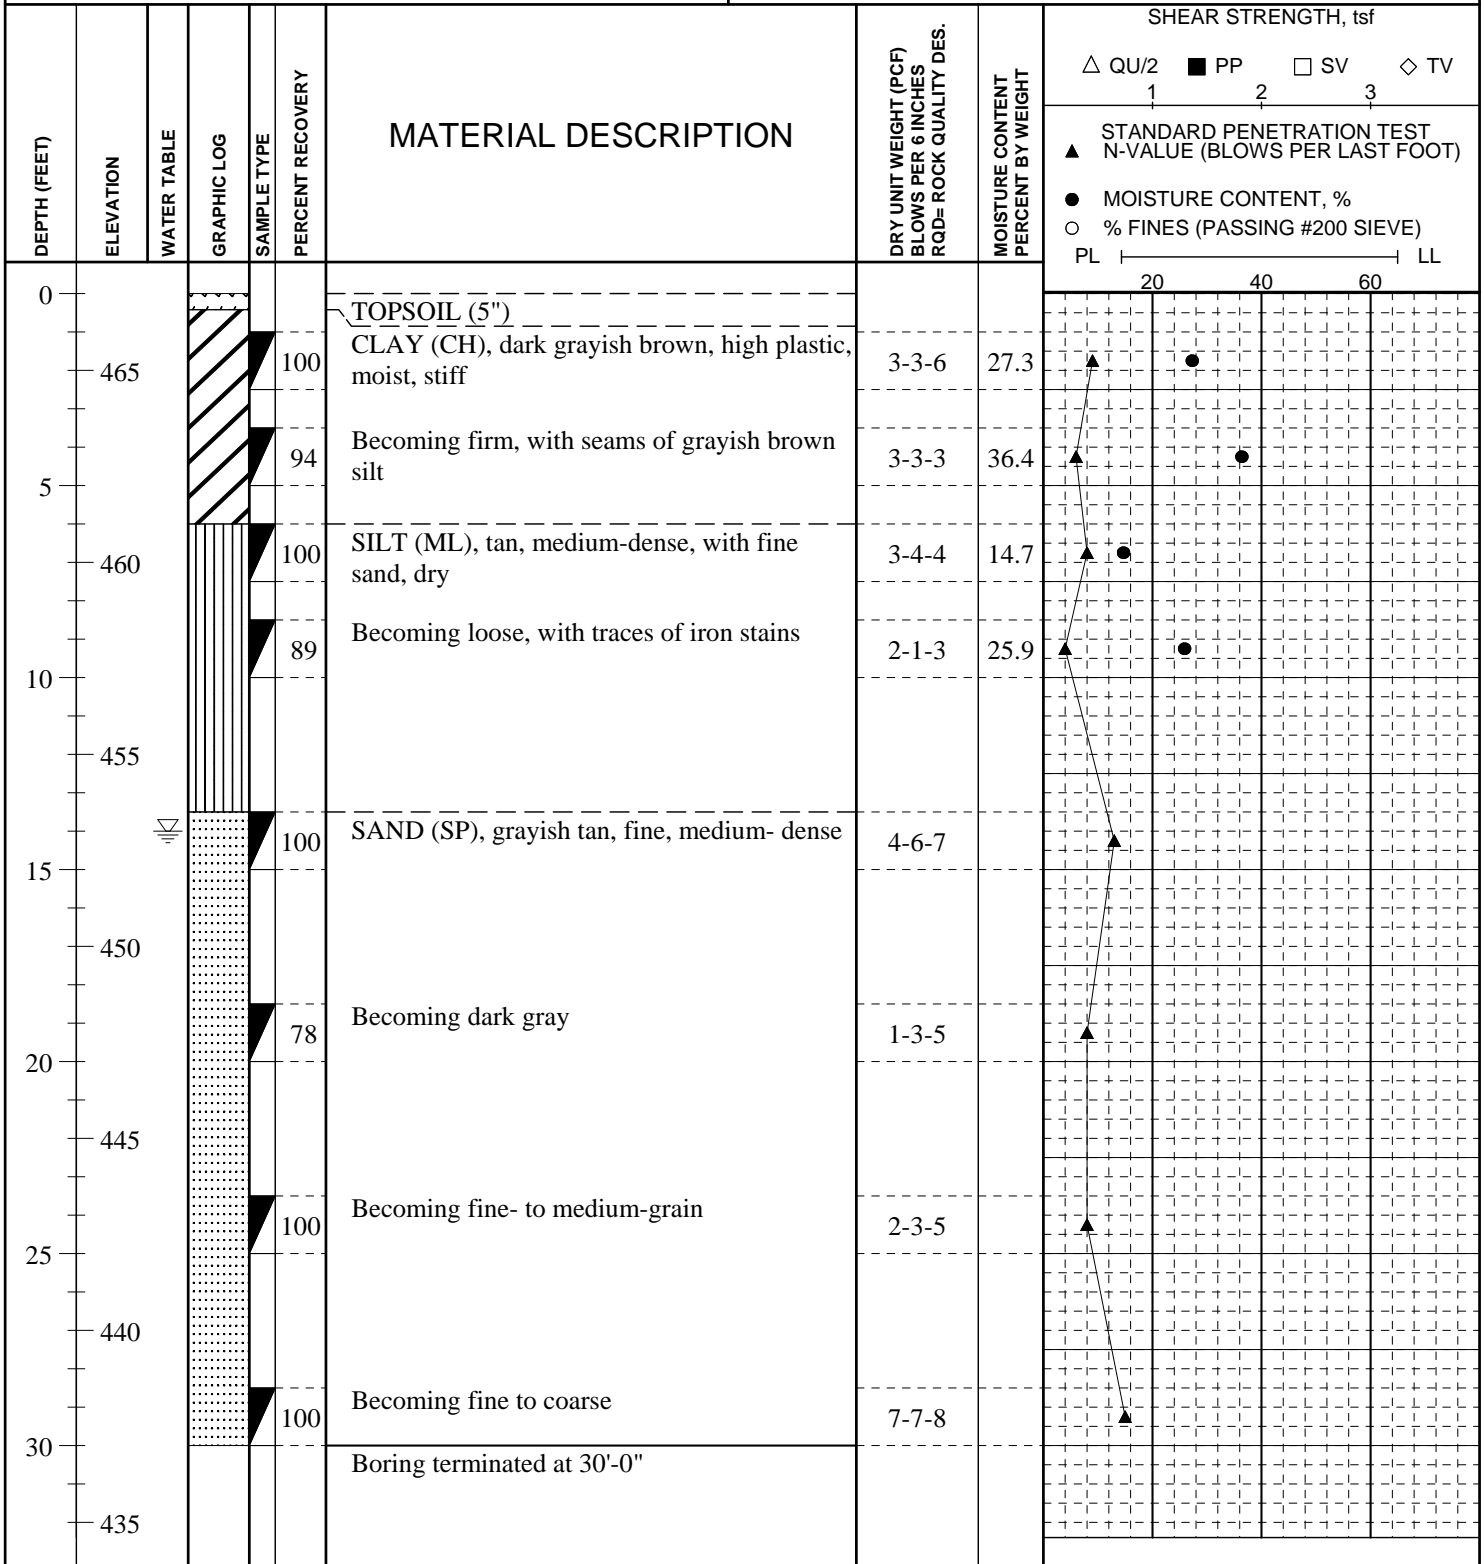 DEPTH (FEET)
ELEVATION
WATER TABLE
GRAPHIC LOG
SAMPLE TYPE
PERCENT RECOVERY
MATERIAL DESCRIPTION
DRY UNIT WEIGHT (PCF)
BLOWS PER 6 INCHES
RQD= ROCK QUALITY DES.
MOISTURE CONTENT
PERCENT BY WEIGHT
SHEAR STRENGTH, tsf
QU/2 PP SV TV
1 2 3
STANDARD PENETRATION TEST
N-VALUE (BLOWS PER LAST FOOT)
MOISTURE CONTENT, %
% FINES (PASSING #200 SIEVE)
PL LL
20 40 60
0
TOPSOIL (5")
CLAY (CH), dark grayish brown, high plastic,
moist, stiff
465 100 3-3-6 27.3
Becoming firm, with seams of grayish brown
silt
94 3-3-3 36.4
5
SILT (ML), tan, medium-dense, with fine
sand, dry
460 100 3-4-4 14.7
Becoming loose, with traces of iron stains
89 2-1-3 25.9
10
455
SAND (SP), grayish tan, fine, medium- dense
100 4-6-7
15
450
Becoming dark gray
78 1-3-5
20
445
Becoming fine- to medium-grain
100 2-3-5
25
440
Becoming fine to coarse
100 7-7-8
30
Boring terminated at 30'-0"
435